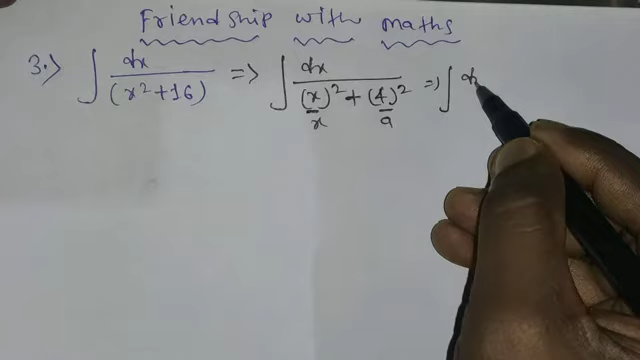 Friendship with maths
3.) ∫ dx / (x² + 16) => ∫ dx / (x)² + (4)² => ∫ dx
x a